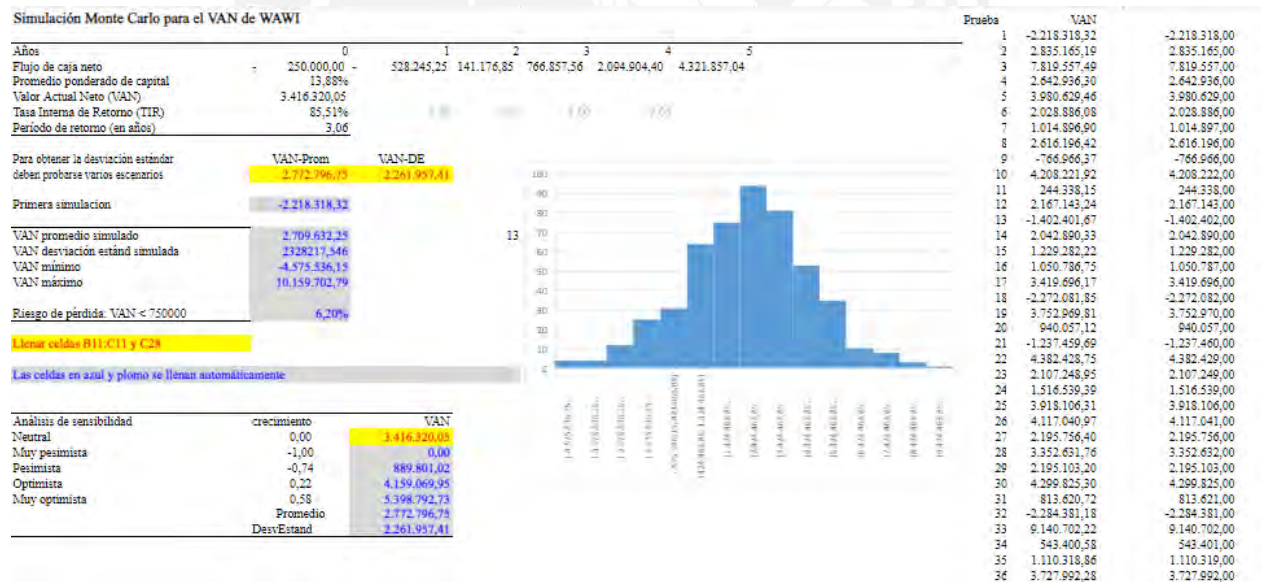 Simulación Monte Carlo para el VAN de WAWI
Años 0 1 2 3 4 5
Flujo de caja neto - 250.000,00 - 528.245,25 141.176,85 766.857,56 2.094.904,40 4.321.857,04
Promedio ponderado de capital 13,88%
Valor Actual Neto (VAN) 3.416.320,05
Tasa Interna de Retorno (TIR) 85,51%
Período de retorno (en años) 3,06
Para obtener la desviación estándar VAN-Prom VAN-DE
deben probarse varios escenarios 2.772.796,75 2.261.957,41
Primera simulacion -2.218.318,32
VAN promedio simulado 2.709.632,25 13
VAN desviación estánd simulada 2328217,546
VAN mínimo -4.575.536,15
VAN máximo 10.159.702,79
Riesgo de pérdida: VAN < 750000 6,20%
Llenar celdas B11:C11 y C28
Las celdas en azul y plomo se llenan automáticamente
Análisis de sensibilidad crecimiento VAN
Neutral 0,00 3.416.320,05
Muy pesimista -1,00 0,00
Pesimista -0,74 889.801,02
Optimista 0,22 4.159.069,95
Muy optimista 0,58 5.398.792,73
Promedio 2.772.796,75
DesvEstand 2.261.957,41
100
90
80
70
60
50
40
30
20
10
Prueba VAN
1 -2.218.318,32 -2.218.318,00
2 2.835.165,19 2.835.165,00
3 7.819.557,49 7.819.557,00
4 2.642.936,30 2.642.936,00
5 3.980.629,46 3.980.629,00
6 2.028.886,08 2.028.886,00
7 1.014.896,90 1.014.897,00
8 2.616.196,42 2.616.196,00
9 -766.966,37 -766.966,00
10 4.208.221,92 4.208.222,00
11 244.338,15 244.338,00
12 2.167.143,24 2.167.143,00
13 -1.402.401,67 -1.402.402,00
14 2.042.890,33 2.042.890,00
15 1.229.282,22 1.229.282,00
16 1.050.786,75 1.050.787,00
17 3.419.696,17 3.419.696,00
18 -2.272.081,85 -2.272.082,00
19 3.752.969,81 3.752.970,00
20 940.057,12 940.057,00
21 -1.237.459,69 -1.237.460,00
22 4.382.428,75 4.382.429,00
23 2.107.248,95 2.107.249,00
24 1.516.539,39 1.516.539,00
25 3.918.106,31 3.918.106,00
26 4.117.040,97 4.117.041,00
27 2.195.756,40 2.195.756,00
28 3.352.631,76 3.352.632,00
29 2.195.103,20 2.195.103,00
30 4.299.825,30 4.299.825,00
31 813.620,72 813.621,00
32 -2.284.381,18 -2.284.381,00
33 9.140.702,22 9.140.702,00
34 543.400,58 543.401,00
35 1.110.318,86 1.110.319,00
36 3.727.992,28 3.727.992,00